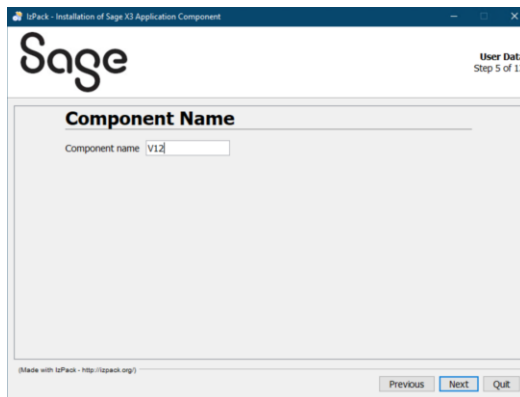 IzPack - Installation of Sage X3 Application Component
Sage
User Data
Step 5 of 1
Component Name
Component name V12
(Made with IzPack - http://izpack.org/)
Previous Next Quit